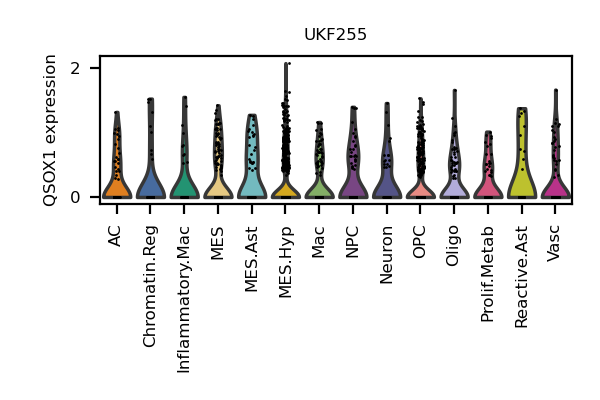 UKF255
QSOX1 expression
2
0
AC
Chromatin.Reg
Inflammatory.Mac
MES
MES.Ast
MES.Hyp
Mac
NPC
Neuron
OPC
Oligo
Prolif.Metab
Reactive.Ast
Vasc